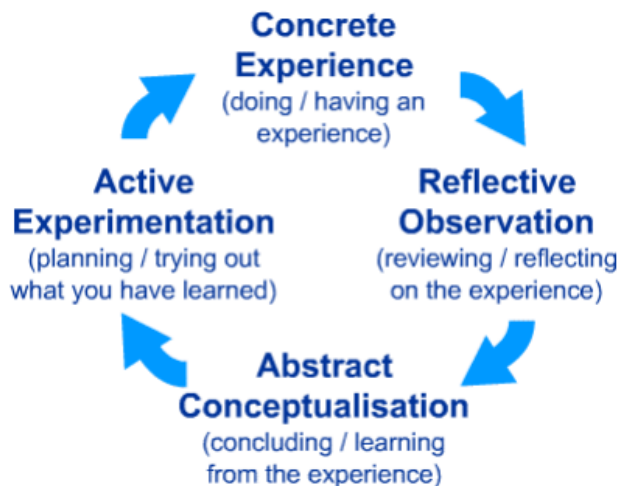 Concrete
Experience
(doing / having an
experience)
Reflective
Observation
(reviewing / reflecting
on the experience)
Abstract
Conceptualisation
(concluding / learning
from the experience)
Active
Experimentation
(planning / trying out
what you have learned)